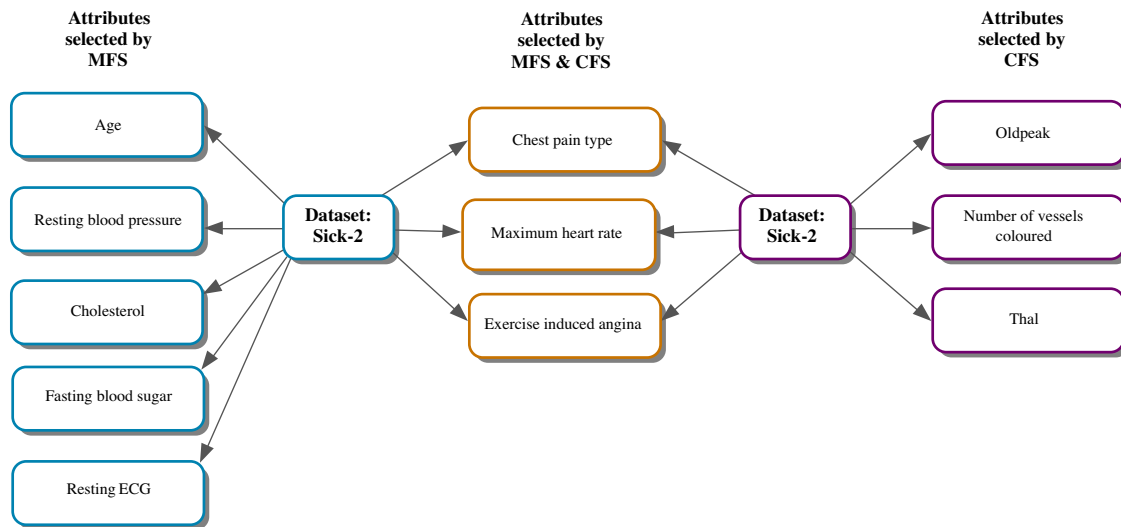 Attributes
selected by
MFS
Attributes
selected by
MFS & CFS
Attributes
selected by
CFS
Age
Resting blood pressure
Cholesterol
Fasting blood sugar
Resting ECG
Dataset:
Sick-2
Chest pain type
Maximum heart rate
Exercise induced angina
Dataset:
Sick-2
Oldpeak
Number of vessels
coloured
Thal